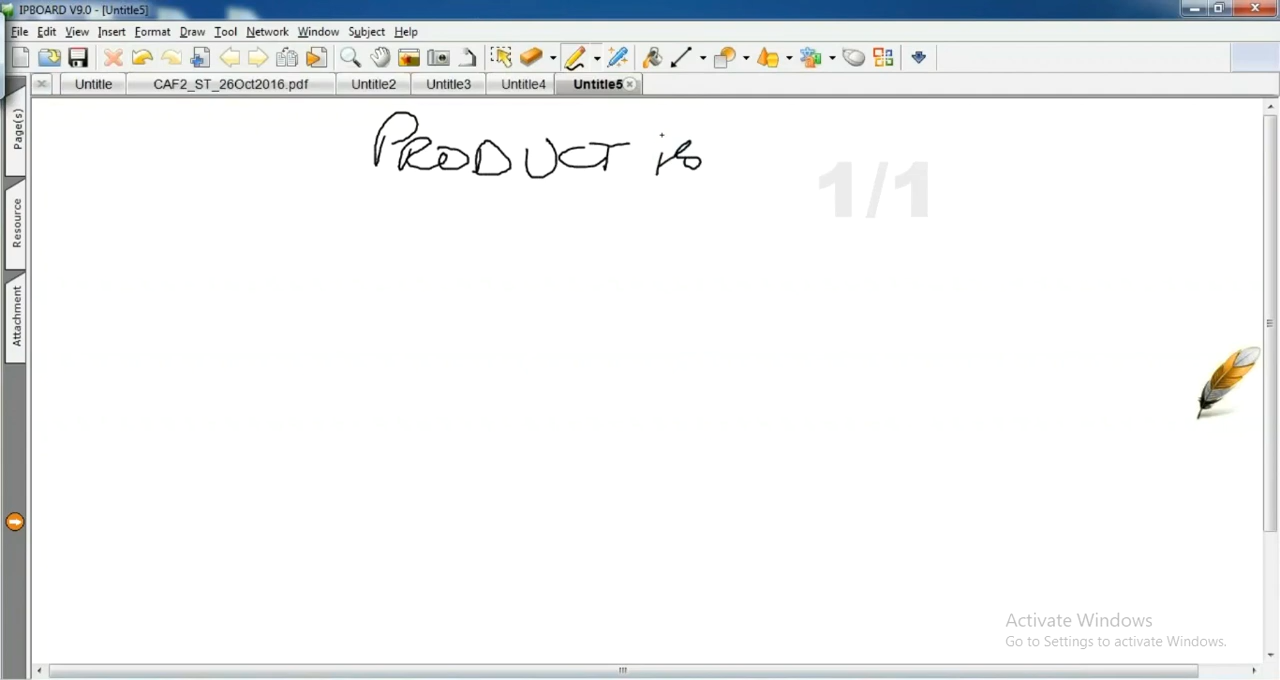 IPBOARD V9.0 - [Untitle5]
File Edit View Insert Format Draw Tool Network Window Subject Help
Untitle CAF2_ST_26Oct2016.pdf Untitle2 Untitle3 Untitle4 Untitle5
Page(s)
Resource
Attachment
PRODUCT is
1/1
Activate Windows
Go to Settings to activate Windows.